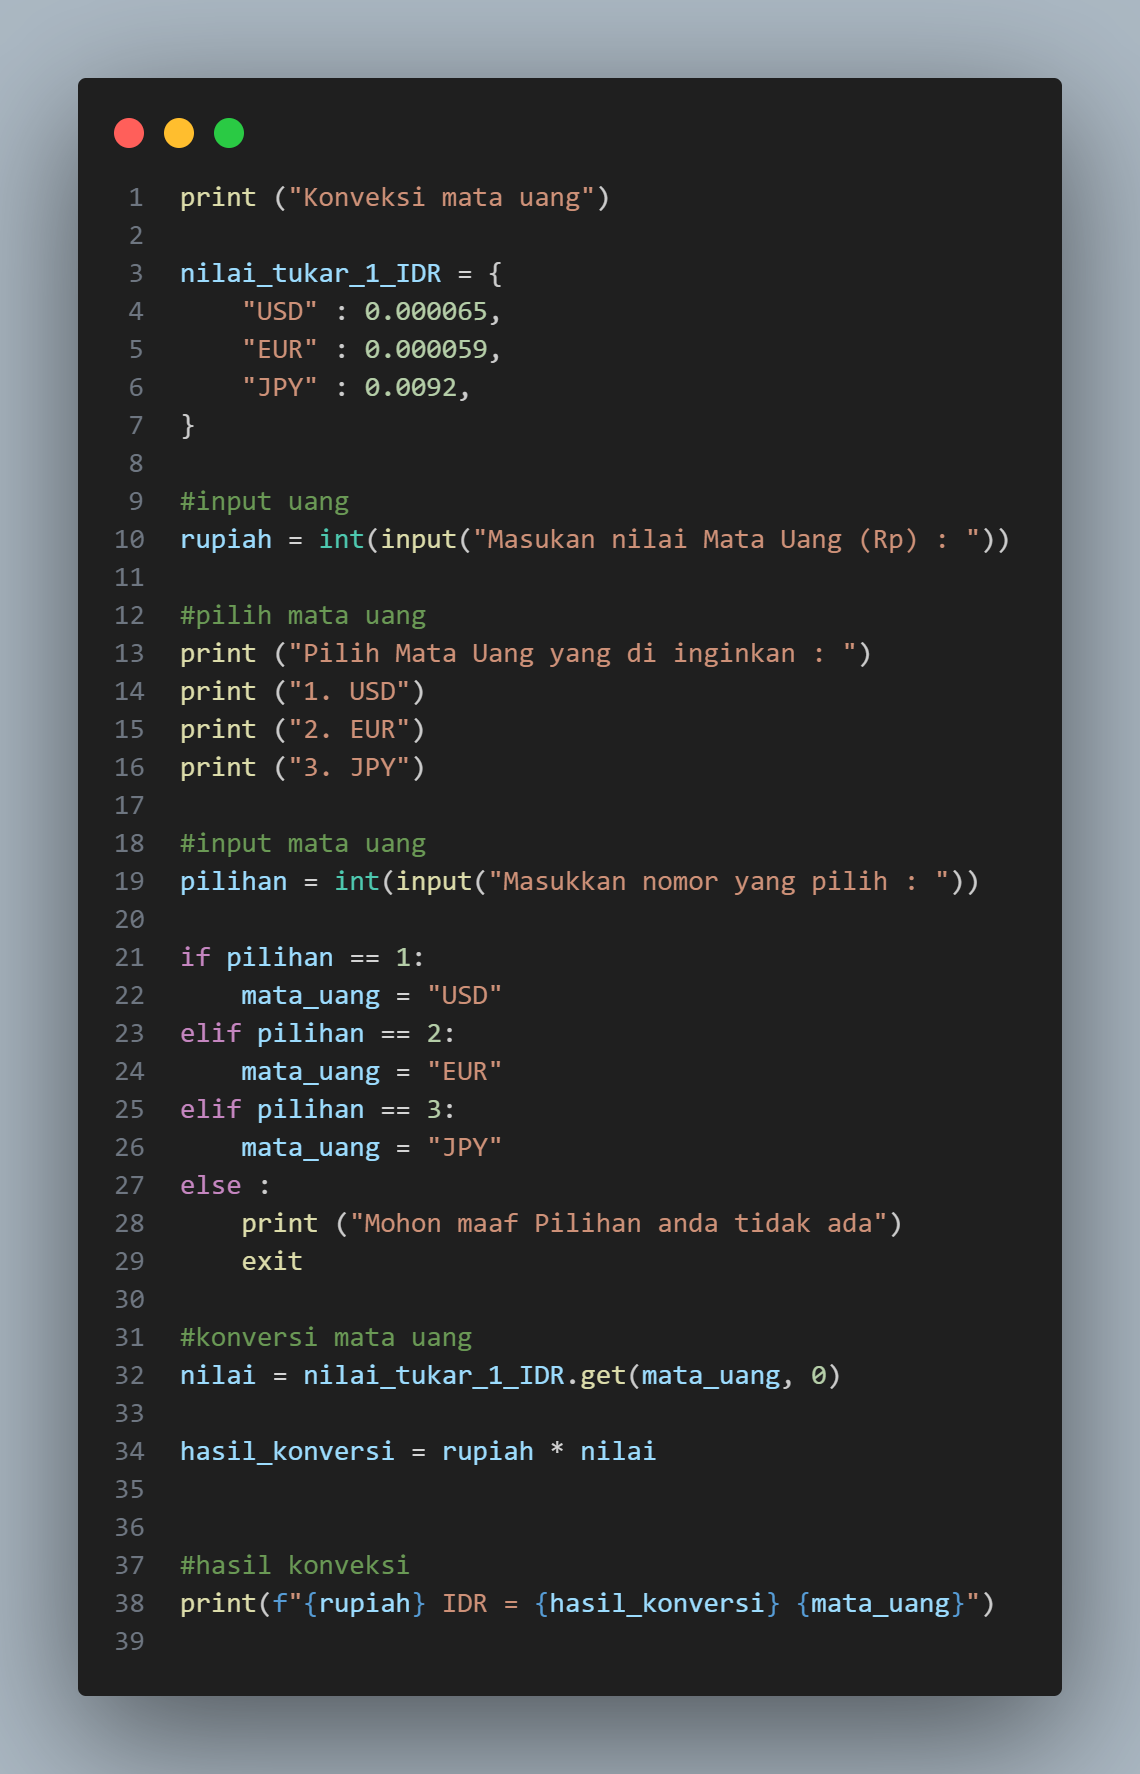 1 print ("Konveksi mata uang")
2
3 nilai_tukar_1_IDR = {
4     "USD" : 0.000065,
5     "EUR" : 0.000059,
6     "JPY" : 0.0092,
7 }
8
9 #input uang
10 rupiah = int(input("Masukan nilai Mata Uang (Rp) : "))
11
12 #pilih mata uang
13 print ("Pilih Mata Uang yang di inginkan : ")
14 print ("1. USD")
15 print ("2. EUR")
16 print ("3. JPY")
17
18 #input mata uang
19 pilihan = int(input("Masukkan nomor yang pilih : "))
20
21 if pilihan == 1:
22     mata_uang = "USD"
23 elif pilihan == 2:
24     mata_uang = "EUR"
25 elif pilihan == 3:
26     mata_uang = "JPY"
27 else :
28     print ("Mohon maaf Pilihan anda tidak ada")
29     exit
30
31 #konversi mata uang
32 nilai = nilai_tukar_1_IDR.get(mata_uang, 0)
33
34 hasil_konversi = rupiah * nilai
35
36
37 #hasil konveksi
38 print(f"{rupiah} IDR = {hasil_konversi} {mata_uang}")
39